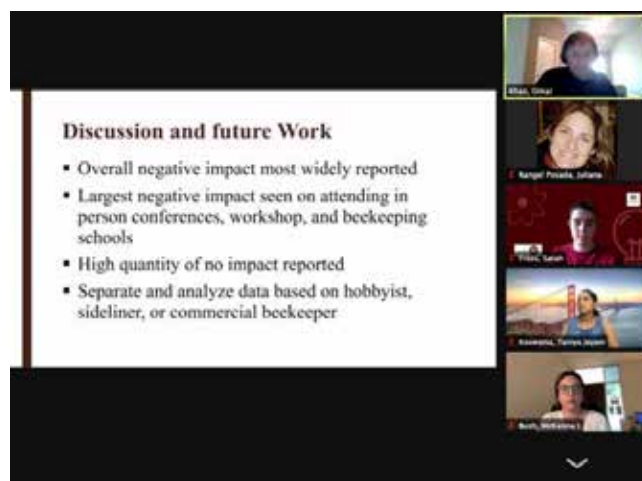 Discussion and future Work
▪ Overall negative impact most widely reported
▪ Largest negative impact seen on attending in
person conferences, workshop, and beekeeping
schools
▪ High quantity of no impact reported
▪ Separate and analyze data based on hobbyist,
sideliner, or commercial beekeeper
Rangel Posada, Juliana